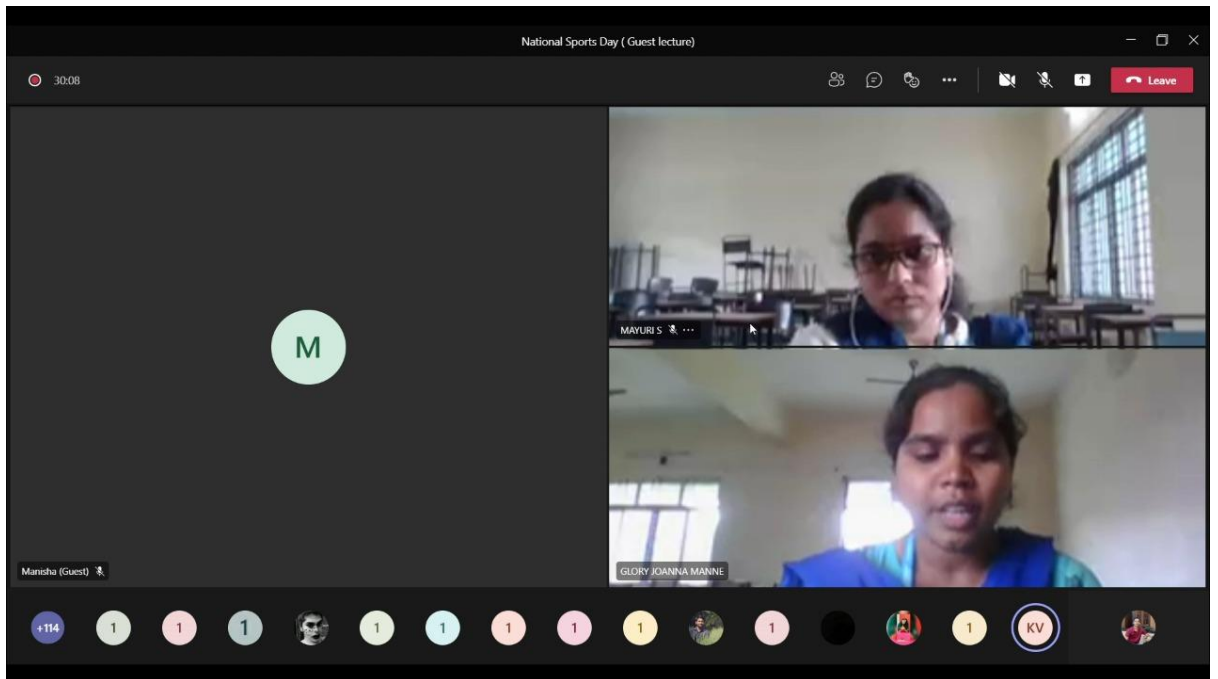 National Sports Day ( Guest lecture)
30:08
Leave
M
MAYURI S
Manisha (Guest)
GLORY JOANNA MANNE
+114 1 1 1 1 1 1 1 1 1 1 KV